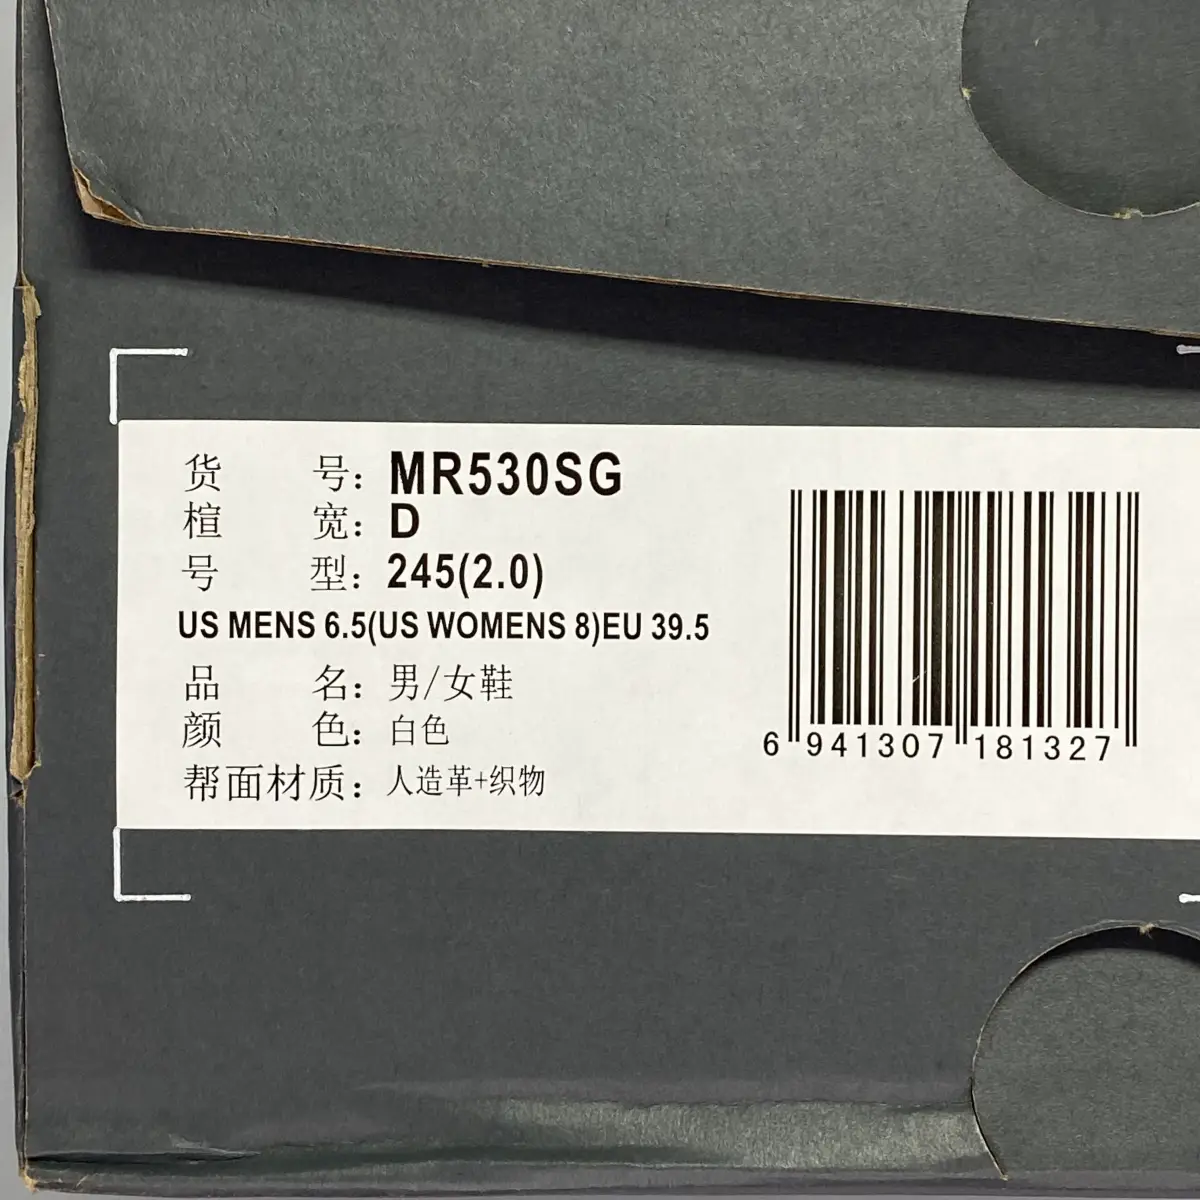 货 号: MR530SG
楦 宽: D
号 型: 245(2.0)
US MENS 6.5(US WOMENS 8)EU 39.5
品 名: 男/女鞋
颜 色: 白色
帮面材质: 人造革+织物
6 941307 181327